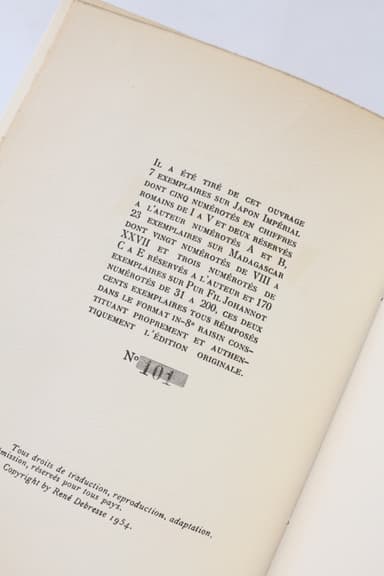 Il a été tiré de cet ouvrage
7 exemplaires sur Japon Impérial
dont cinq numérotés en chiffres
romains de I a V et deux réservés
a l'auteur numérotés A et B,
23 exemplaires sur Madagascar
dont vingt numérotés de VIII a
XXVII et trois numérotés de
C a E réservés a l'auteur et 170
exemplaires sur Pur Fil Johannot
numérotés de 31 a 200, ces deux
cents exemplaires tous réimposés
dans le format in-8º raisin cons-
tituant proprement et authen-
tiquement l'édition originale.
Nº 101
Tous droits de traduction, reproduction, adaptation,
mission, réservés pour tous pays.
Copyright by René Debresse 1954.